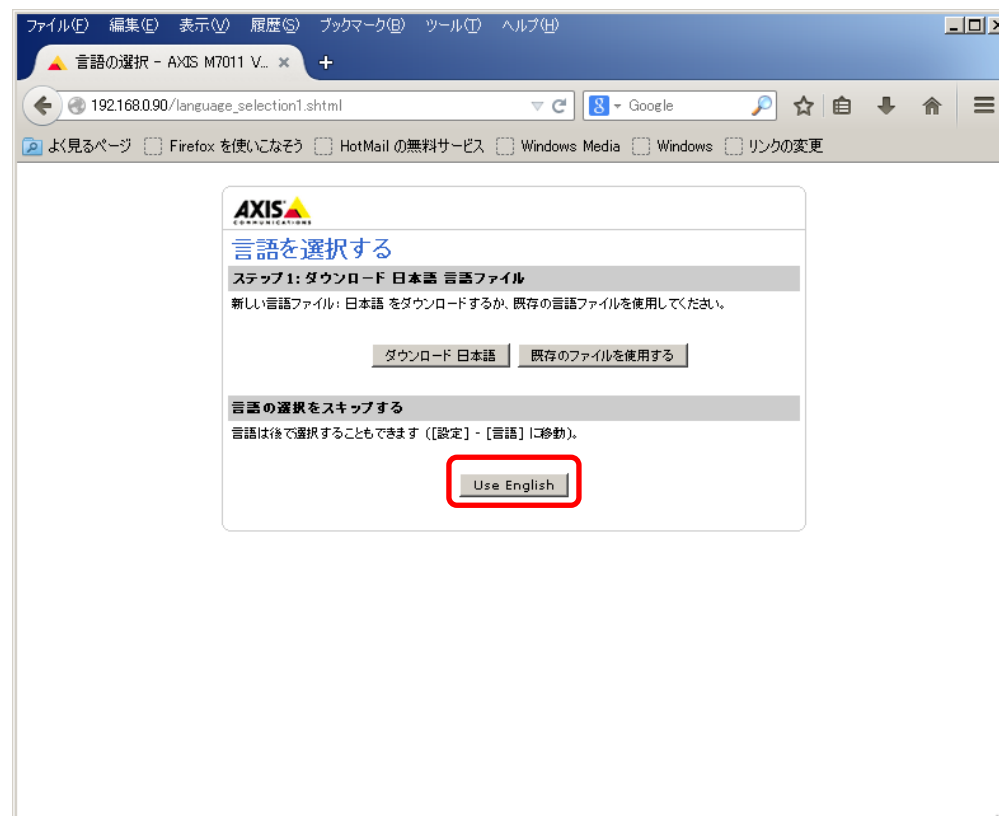 ファイル(F) 編集(E) 表示(V) 履歴(S) ブックマーク(B) ツール(T) ヘルプ(H)
言語の選択 - AXIS M7011 V...
192.168.0.90/language_selection1.shtml
8 Google
よく見るページ Firefox を使いこなそう HotMail の無料サービス Windows Media Windows リンクの変更
AXIS
COMMUNICATIONS
言語を選択する
ステップ 1: ダウンロード 日本語 言語ファイル
新しい言語ファイル: 日本語 をダウンロードするか、既存の言語ファイルを使用してください。
ダウンロード 日本語 既存のファイルを使用する
言語の選択をスキップする
言語は後で選択することもできます ([設定] - [言語] に移動)。
Use English